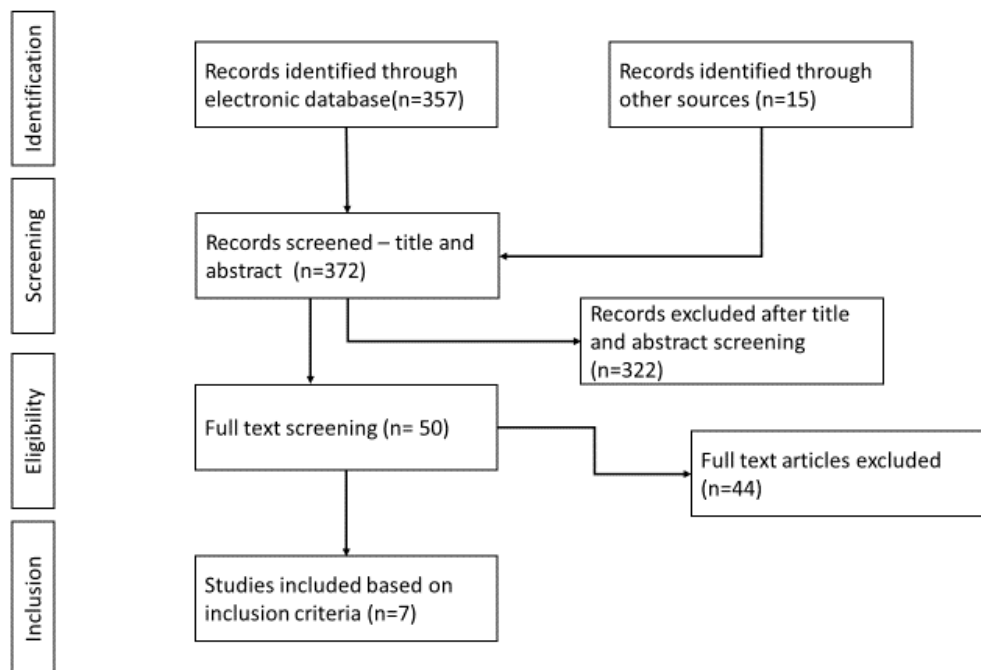 Identification
Records identified through
electronic database(n=357)
Records identified through
other sources (n=15)
Screening
Records screened – title and
abstract (n=372)
Records excluded after title
and abstract screening
(n=322)
Eligibility
Full text screening (n= 50)
Full text articles excluded
(n=44)
Inclusion
Studies included based on
inclusion criteria (n=7)